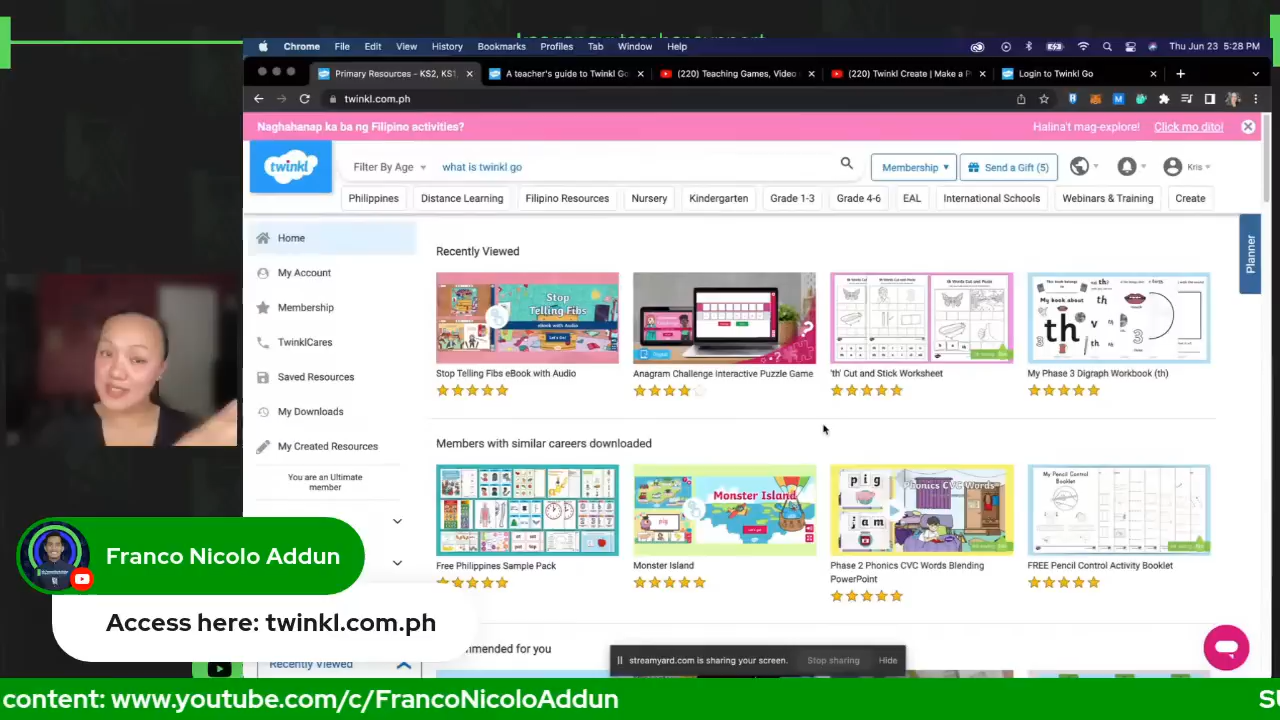 Chrome File Edit View History Bookmarks Profiles Tab Window Help Thu Jun 23 5:28 PM
Primary Resources - KS2, KS1, A teacher's guide to Twinkl Go (220) Teaching Games, Video (220) Twinkl Create | Make a P Login to Twinkl Go
twinkl.com.ph
Naghahanap ka ba ng Filipino activities? Halina't mag-explore! Click mo dito!
twinkl Filter By Age what is twinkl go Membership Send a Gift (5) Kris
Philippines Distance Learning Filipino Resources Nursery Kindergarten Grade 1-3 Grade 4-6 EAL International Schools Webinars & Training Create
Planner
Home
My Account
Membership
TwinklCares
Saved Resources
My Downloads
My Created Resources
You are an Ultimate
member
Recently Viewed
Stop
Telling Fibs
eBook with Audio
My book about th
th
Stop Telling Fibs eBook with Audio
Anagram Challenge Interactive Puzzle Game
'th' Cut and Stick Worksheet
My Phase 3 Digraph Workbook (th)
Members with similar careers downloaded
Monster Island
pig
pig
jam
Phonics CVC Words
My Pencil Control
Booklet
Free Philippines Sample Pack
Monster Island
Phase 2 Phonics CVC Words Blending
PowerPoint
FREE Pencil Control Activity Booklet
mmended for you
Recently Viewed
streamyard.com is sharing your screen. Stop sharing Hide
Franco Nicolo Addun
Access here: twinkl.com.ph
content: www.youtube.com/c/FrancoNicoloAddun